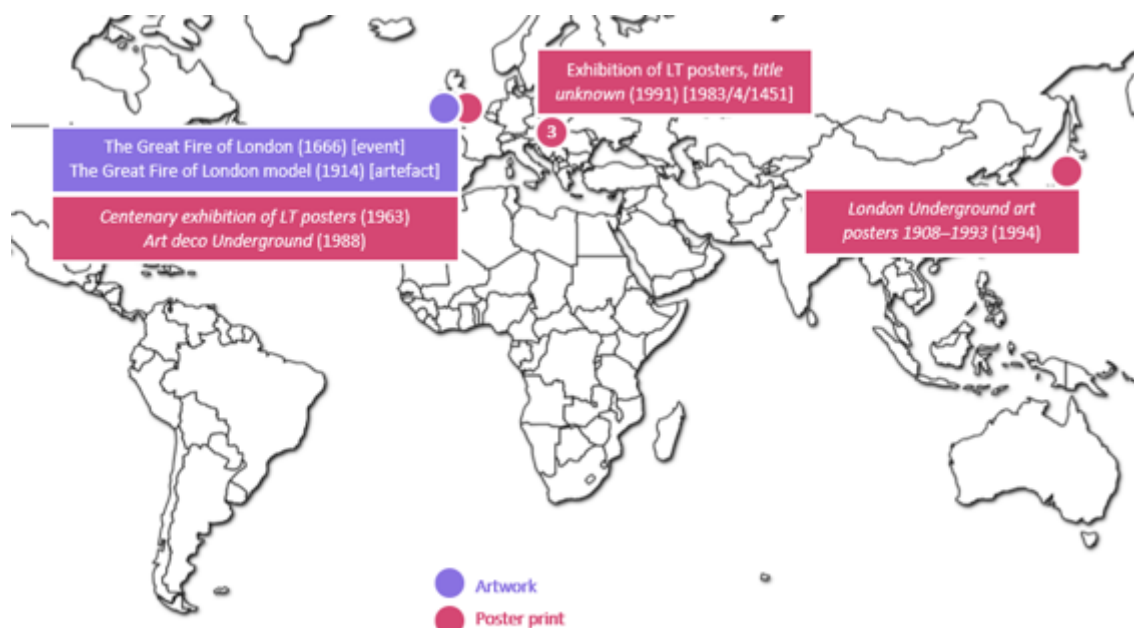 Exhibition of LT posters, title
unknown (1991) [1983/4/1451]
3
The Great Fire of London (1666) [event]
The Great Fire of London model (1914) [artefact]
Centenary exhibition of LT posters (1963)
Art deco Underground (1988)
London Underground art
posters 1908–1993 (1994)
Artwork
Poster print